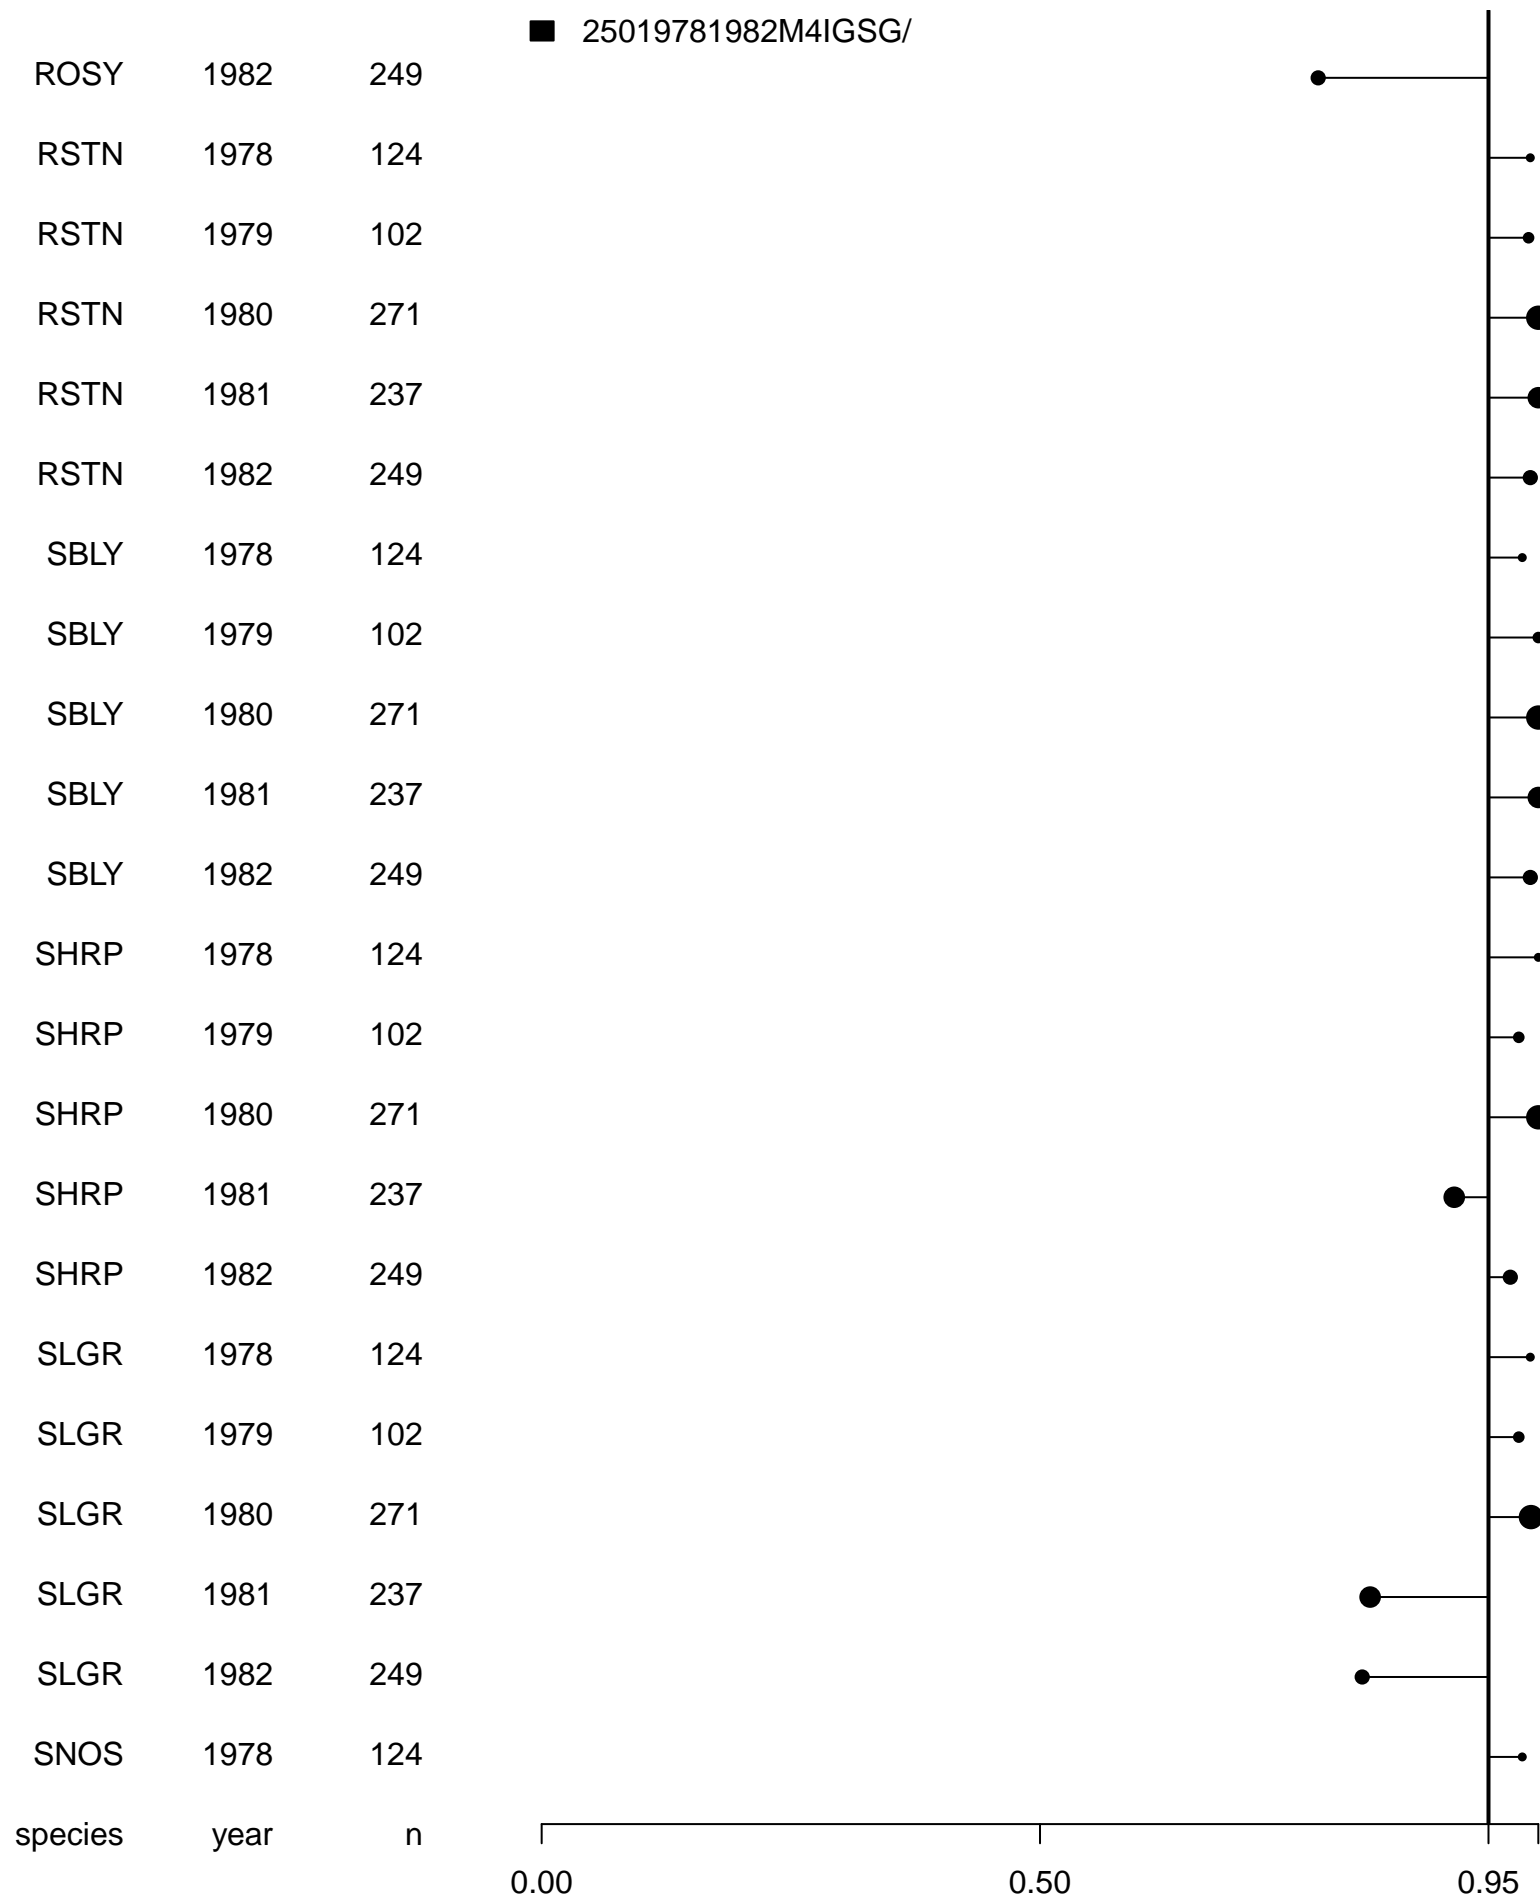 25019781982M4IGSG/
ROSY 1982 249
RSTN 1978 124
RSTN 1979 102
RSTN 1980 271
RSTN 1981 237
RSTN 1982 249
SBLY 1978 124
SBLY 1979 102
SBLY 1980 271
SBLY 1981 237
SBLY 1982 249
SHRP 1978 124
SHRP 1979 102
SHRP 1980 271
SHRP 1981 237
SHRP 1982 249
SLGR 1978 124
SLGR 1979 102
SLGR 1980 271
SLGR 1981 237
SLGR 1982 249
SNOS 1978 124
species year n
0.00 0.50 0.95